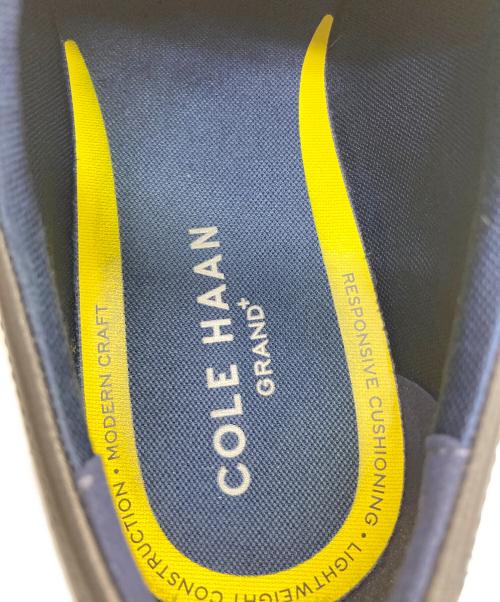 COLE HAAN
GRAND+
RESPONSIVE CUSHIONING • LIGHTWEIGHT CONSTRUCTION • MODERN CRAFT